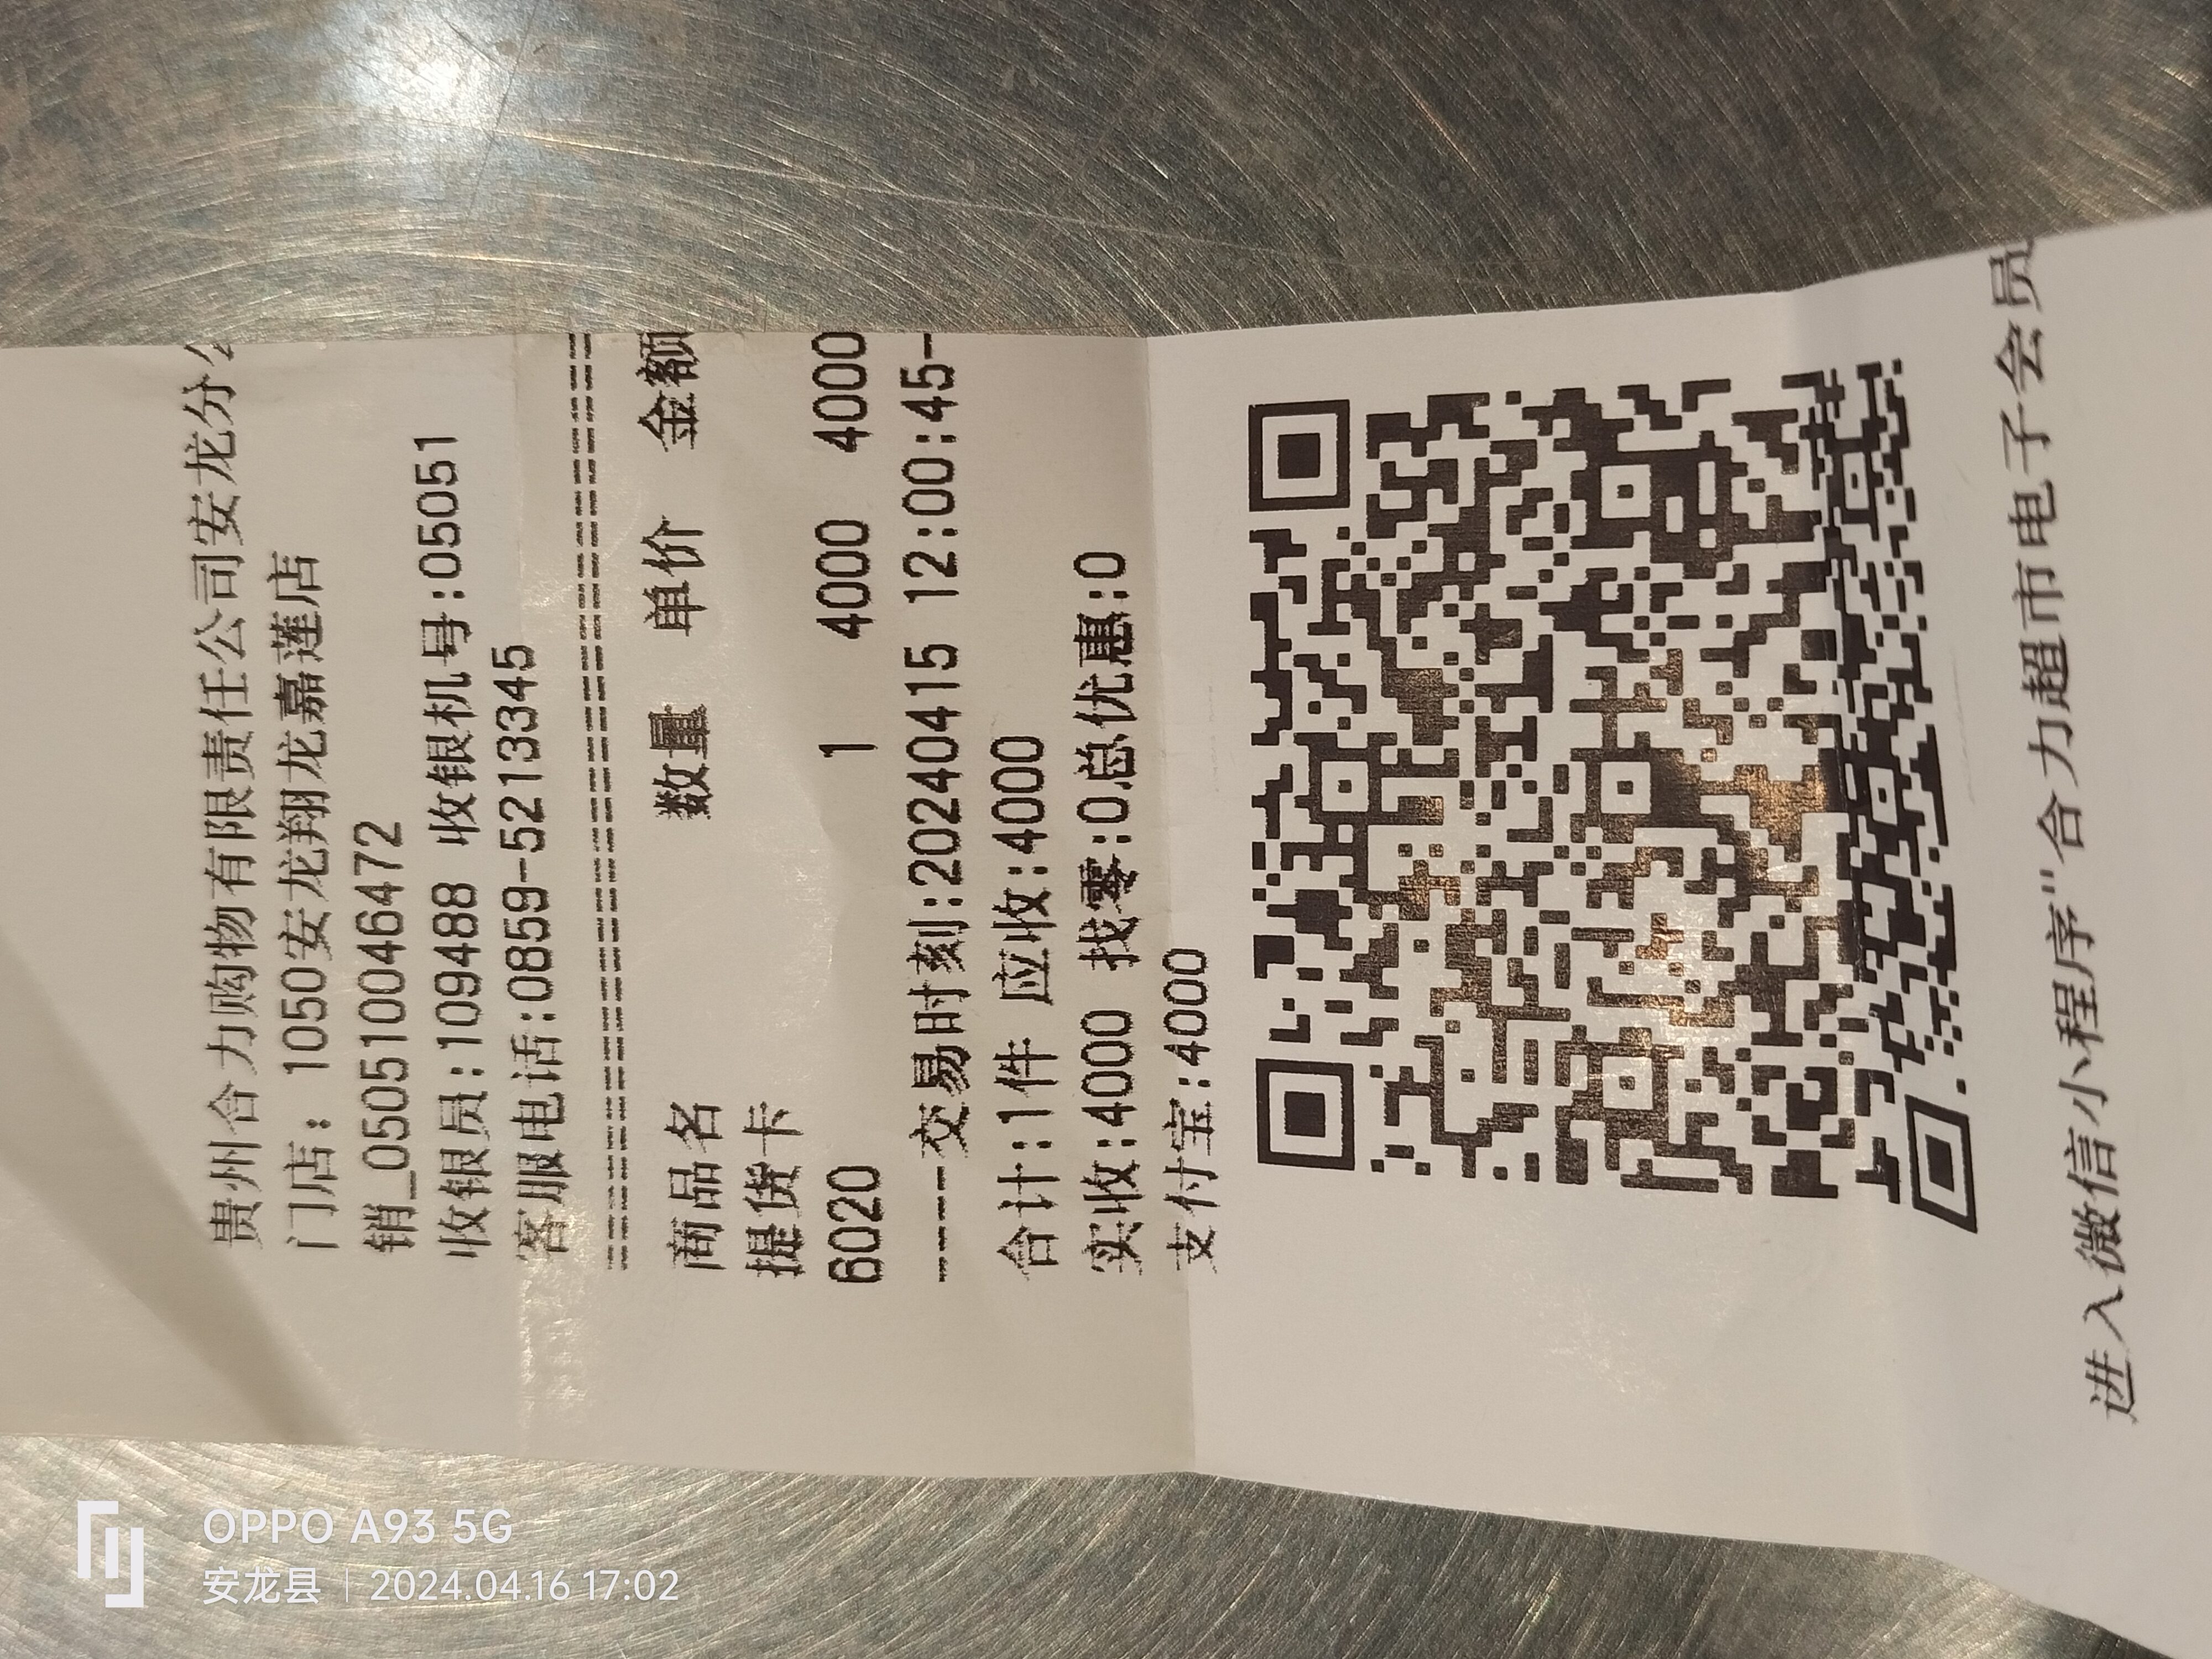 贵州合力购物有限责任公司安龙分公
门店: 1050安龙翔龙嘉莲店
销_050510046472
收银员:109488 收银机号:05051
客服电话:0859-5213345
==============================
商品名 数量 单价 金额
提货卡
6020 1 4000 4000
----交易时刻:20240415 12:00:45-
合计:1件 应收:4000
实收:4000 找零:0总优惠:0
支付宝:4000
进入微信小程序"合力超市电子会员
OPPO A93 5G
安龙县 | 2024.04.16 17:02